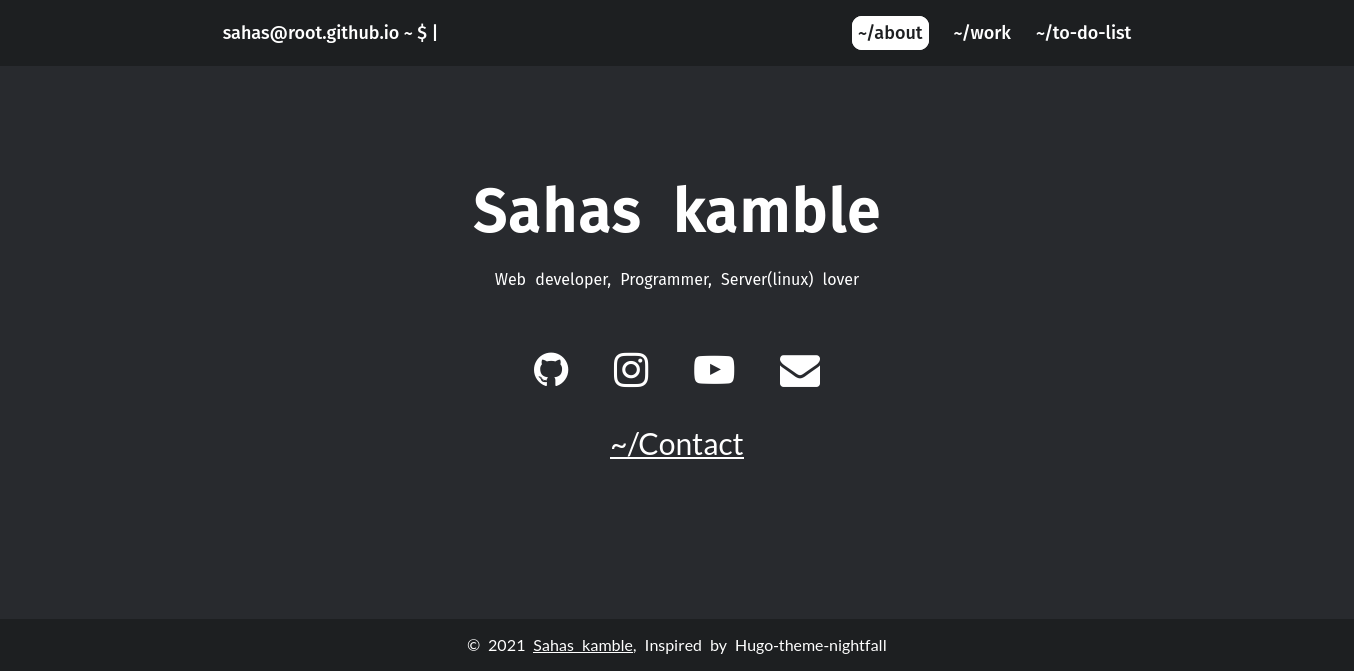 sahas@root.github.io ~ $ |
~/about ~/work ~/to-do-list
Sahas kamble
Web developer, Programmer, Server(linux) lover
~/Contact
© 2021 Sahas kamble, Inspired by Hugo-theme-nightfall